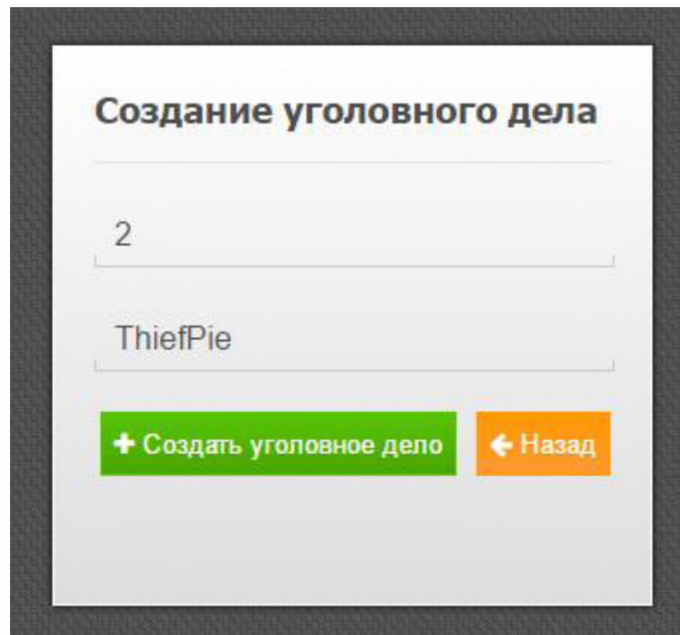 Создание уголовного дела
2
ThiefPie
Создать уголовное дело
Назад